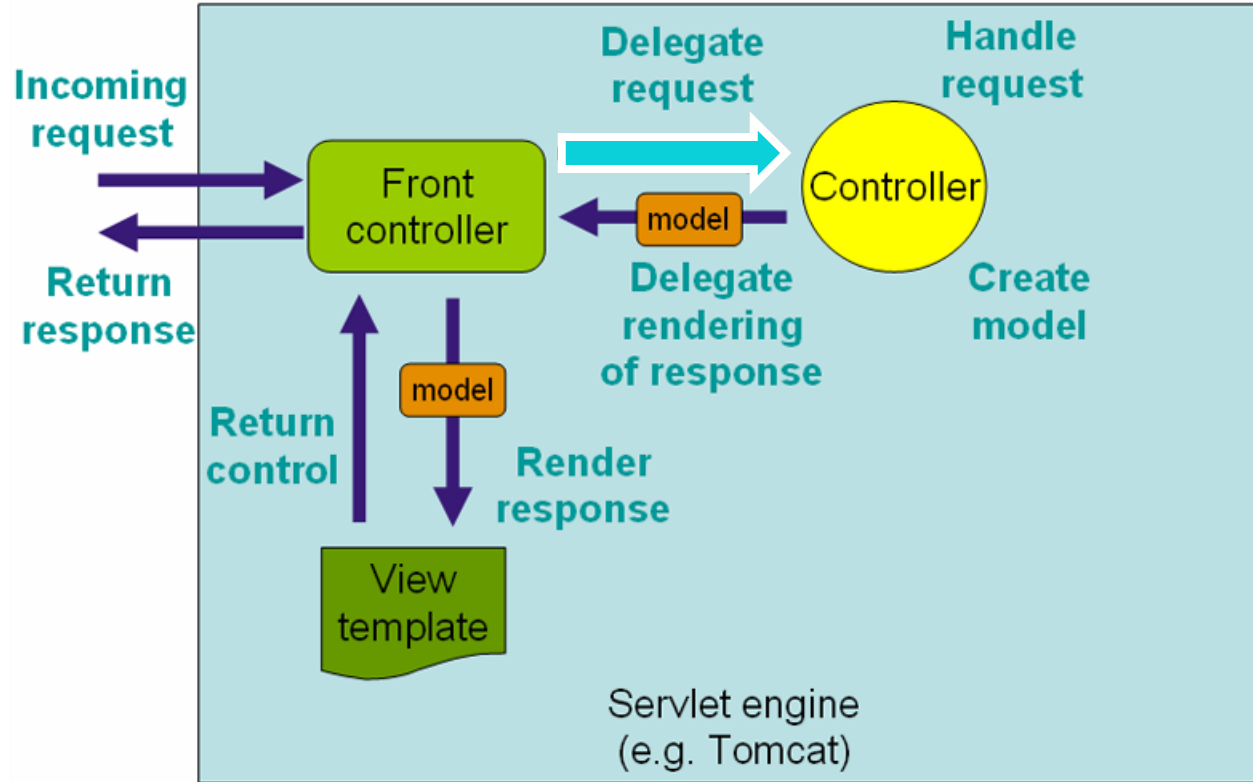 Incoming
request
Delegate
request
Handle
request
Front
controller
model
Controller
Return
response
Delegate
rendering
of response
Create
model
model
Return
control
Render
response
View
template
Servlet engine
(e.g. Tomcat)